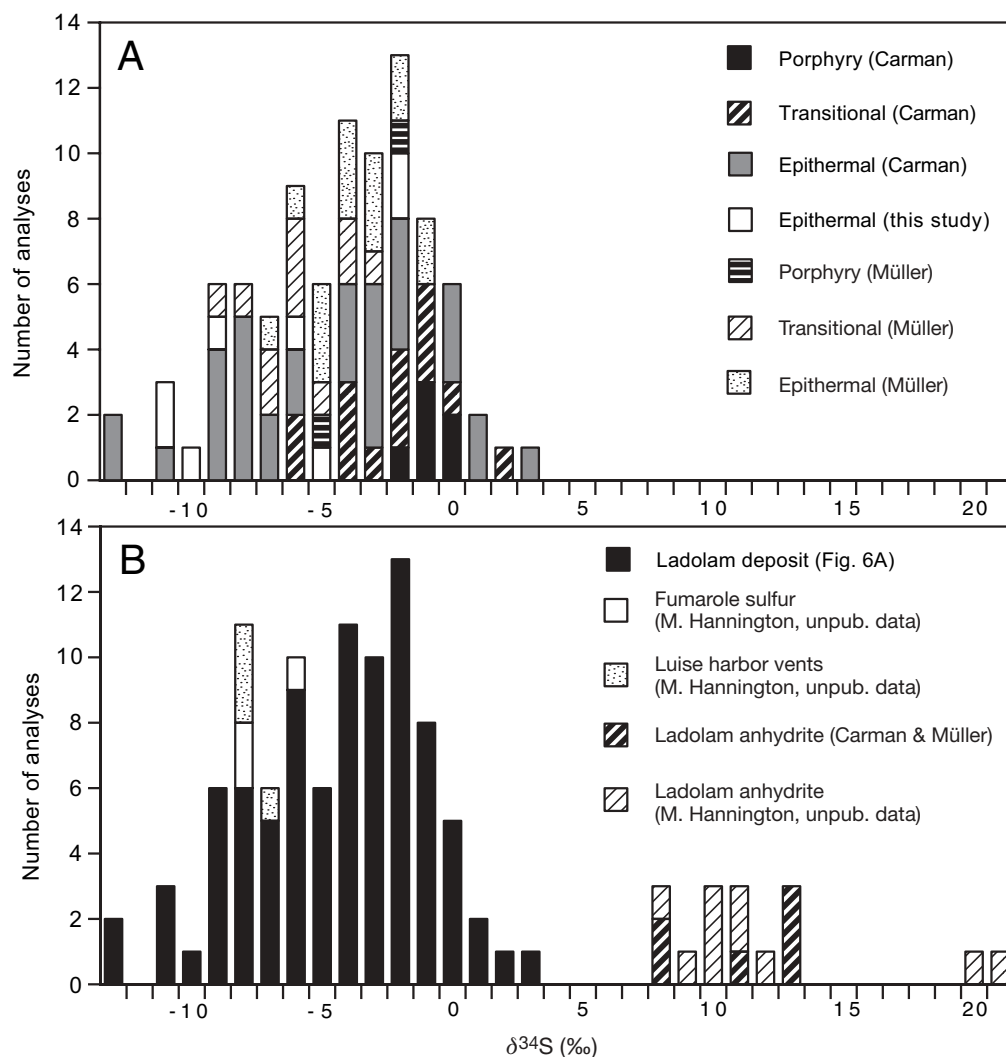 A
14
12
10
8
6
4
2
0
Number of analyses
Porphyry (Carman)
Transitional (Carman)
Epithermal (Carman)
Epithermal (this study)
Porphyry (Müller)
Transitional (Müller)
Epithermal (Müller)
-10 -5 0 5 10 15 20
B
14
12
10
8
6
4
2
0
Number of analyses
Ladolam deposit (Fig. 6A)
Fumarole sulfur
(M. Hannington, unpub. data)
Luise harbor vents
(M. Hannington, unpub. data)
Ladolam anhydrite (Carman & Müller)
Ladolam anhydrite
(M. Hannington, unpub. data)
-10 -5 0 5 10 15 20
δ34S (‰)